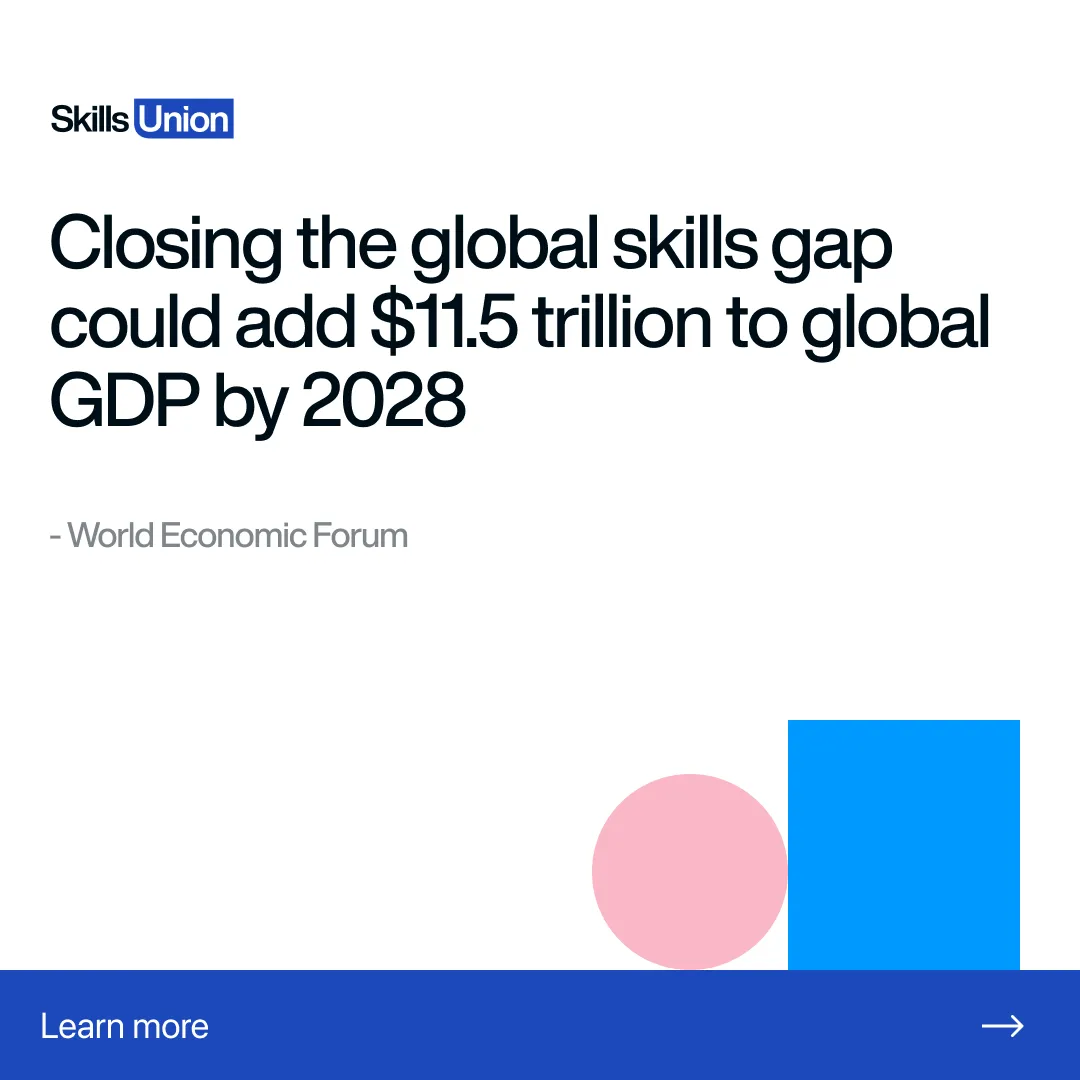 Skills Union
Closing the global skills gap
could add $11.5 trillion to global
GDP by 2028
- World Economic Forum
Learn more